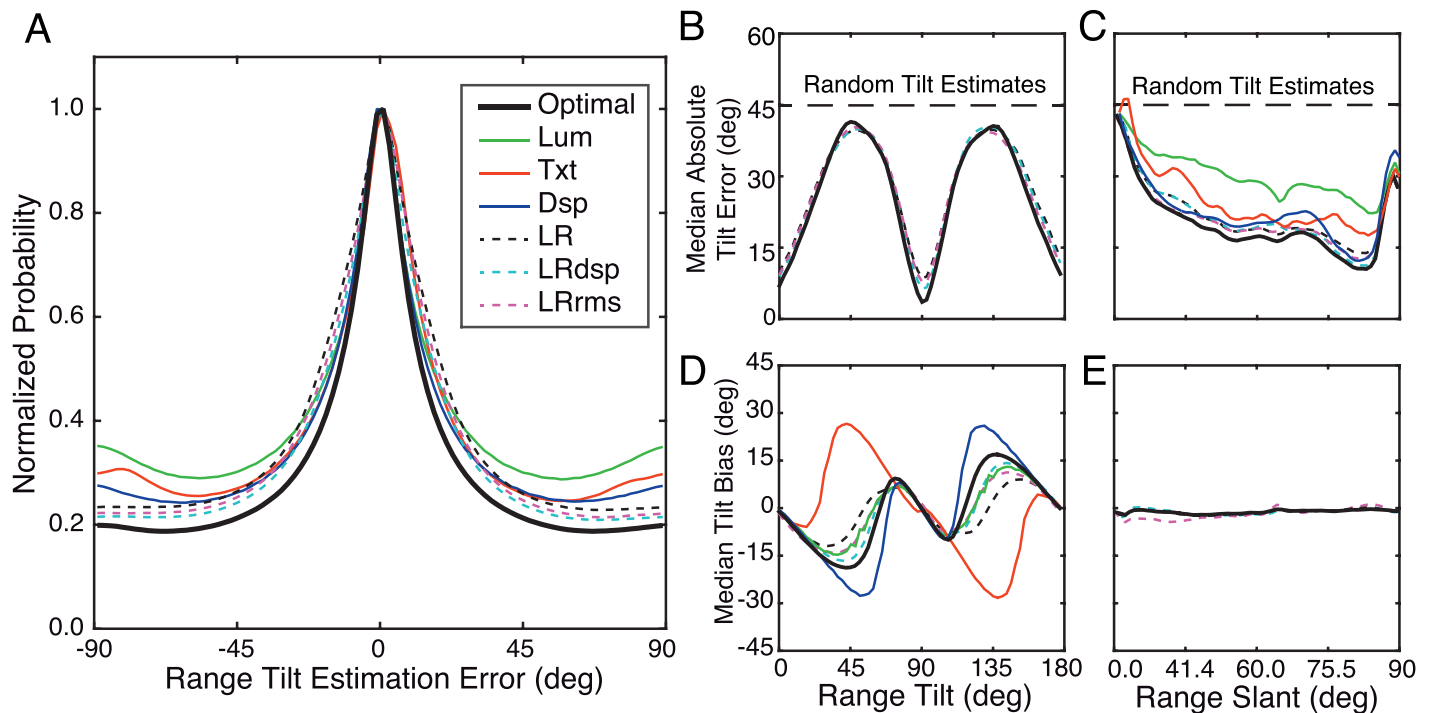 A
Normalized Probability
1.0
0.8
0.6
0.4
0.2
0.0
-90
-45
0
45
90
Range Tilt Estimation Error (deg)
Optimal
Lum
Txt
Dsp
LR
LRdsp
LRrms
B
Median Absolute
Tilt Error (deg)
60
45
30
15
0
Random Tilt Estimates
C
Random Tilt Estimates
D
Median Tilt Bias (deg)
45
30
15
0
-15
-30
-45
0
45
90
135
180
Range Tilt (deg)
E
0.0
41.4
60.0
75.5
90
Range Slant (deg)